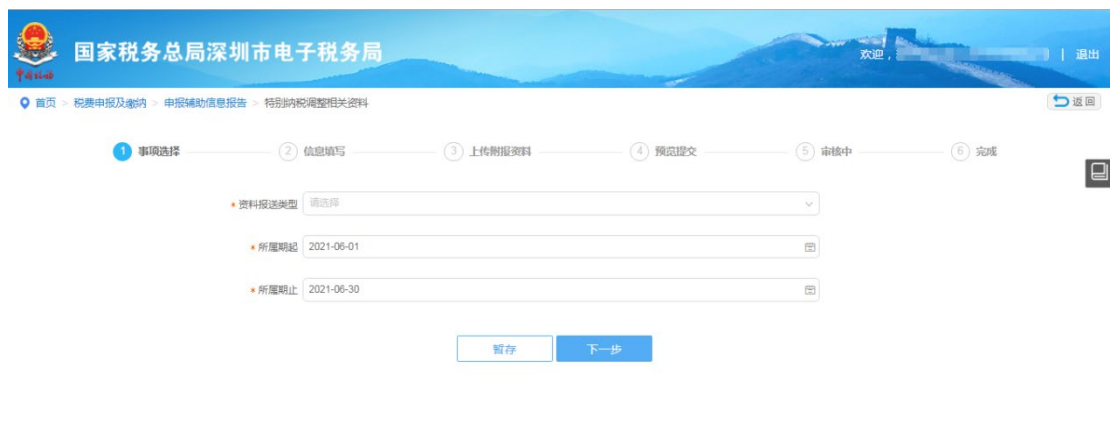 国家税务总局深圳市电子税务局
欢迎， | 退出
中国税务
首页 > 税费申报及缴纳 > 申报辅助信息报告 > 特别纳税调整相关资料
返回
1 事项选择 2 信息填写 3 上传附报资料 4 预览提交 5 审核中 6 完成
* 资料报送类型 请选择
* 所属期起 2021-06-01
* 所属期止 2021-06-30
暂存 下一步